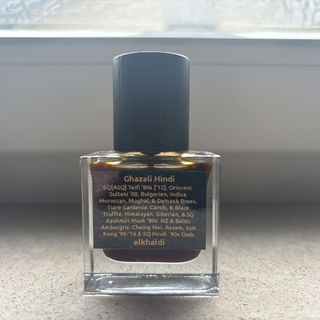 Ghazali Hindi
SQ[ASQ] Taifi '80s ['12], Oriscent
Sultani '08, Bulgarian, Indica,
Moroccan, Mughal, & Damask Roses.
Tiare Gardenia. Carob, & Black
Truffle. Himalayan, Siberian, & SQ
Kashmiri Musk '80s. NZ & Baltic
Ambergris. Chaing Mai, Assam, Koh
Kong '95-'16 & SQ Hindi '90s Ouds
elkhaldi